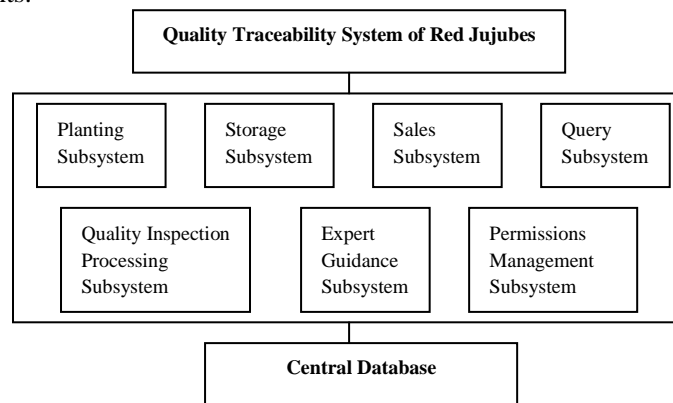 Quality Traceability System of Red Jujubes
Planting
Subsystem
Storage
Subsystem
Sales
Subsystem
Query
Subsystem
Quality Inspection
Processing
Subsystem
Expert
Guidance
Subsystem
Permissions
Management
Subsystem
Central Database